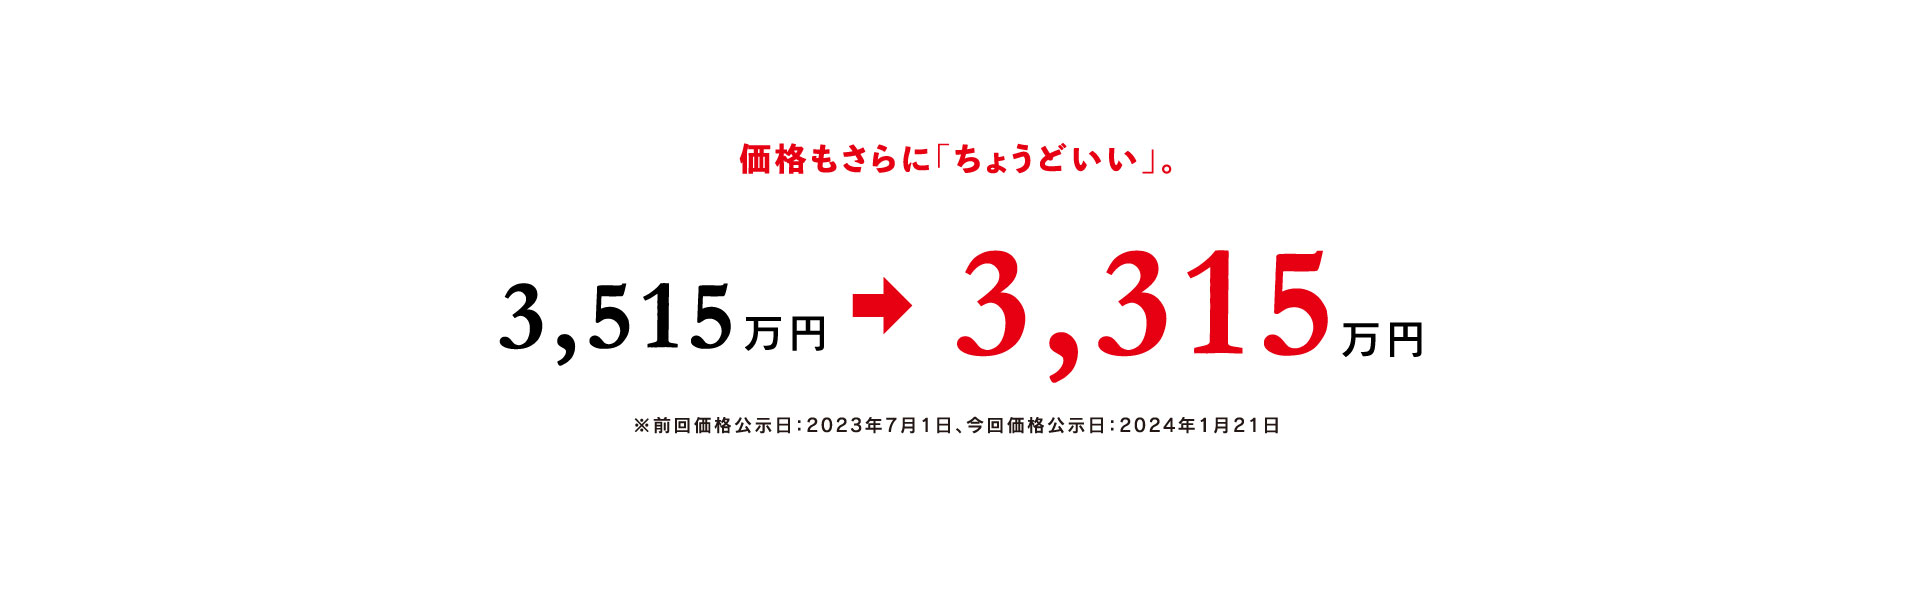 価格もさらに「ちょうどいい」。
3,515万円 ➡ 3,315万円
※前回価格公示日：2023年7月1日、今回価格公示日：2024年1月21日